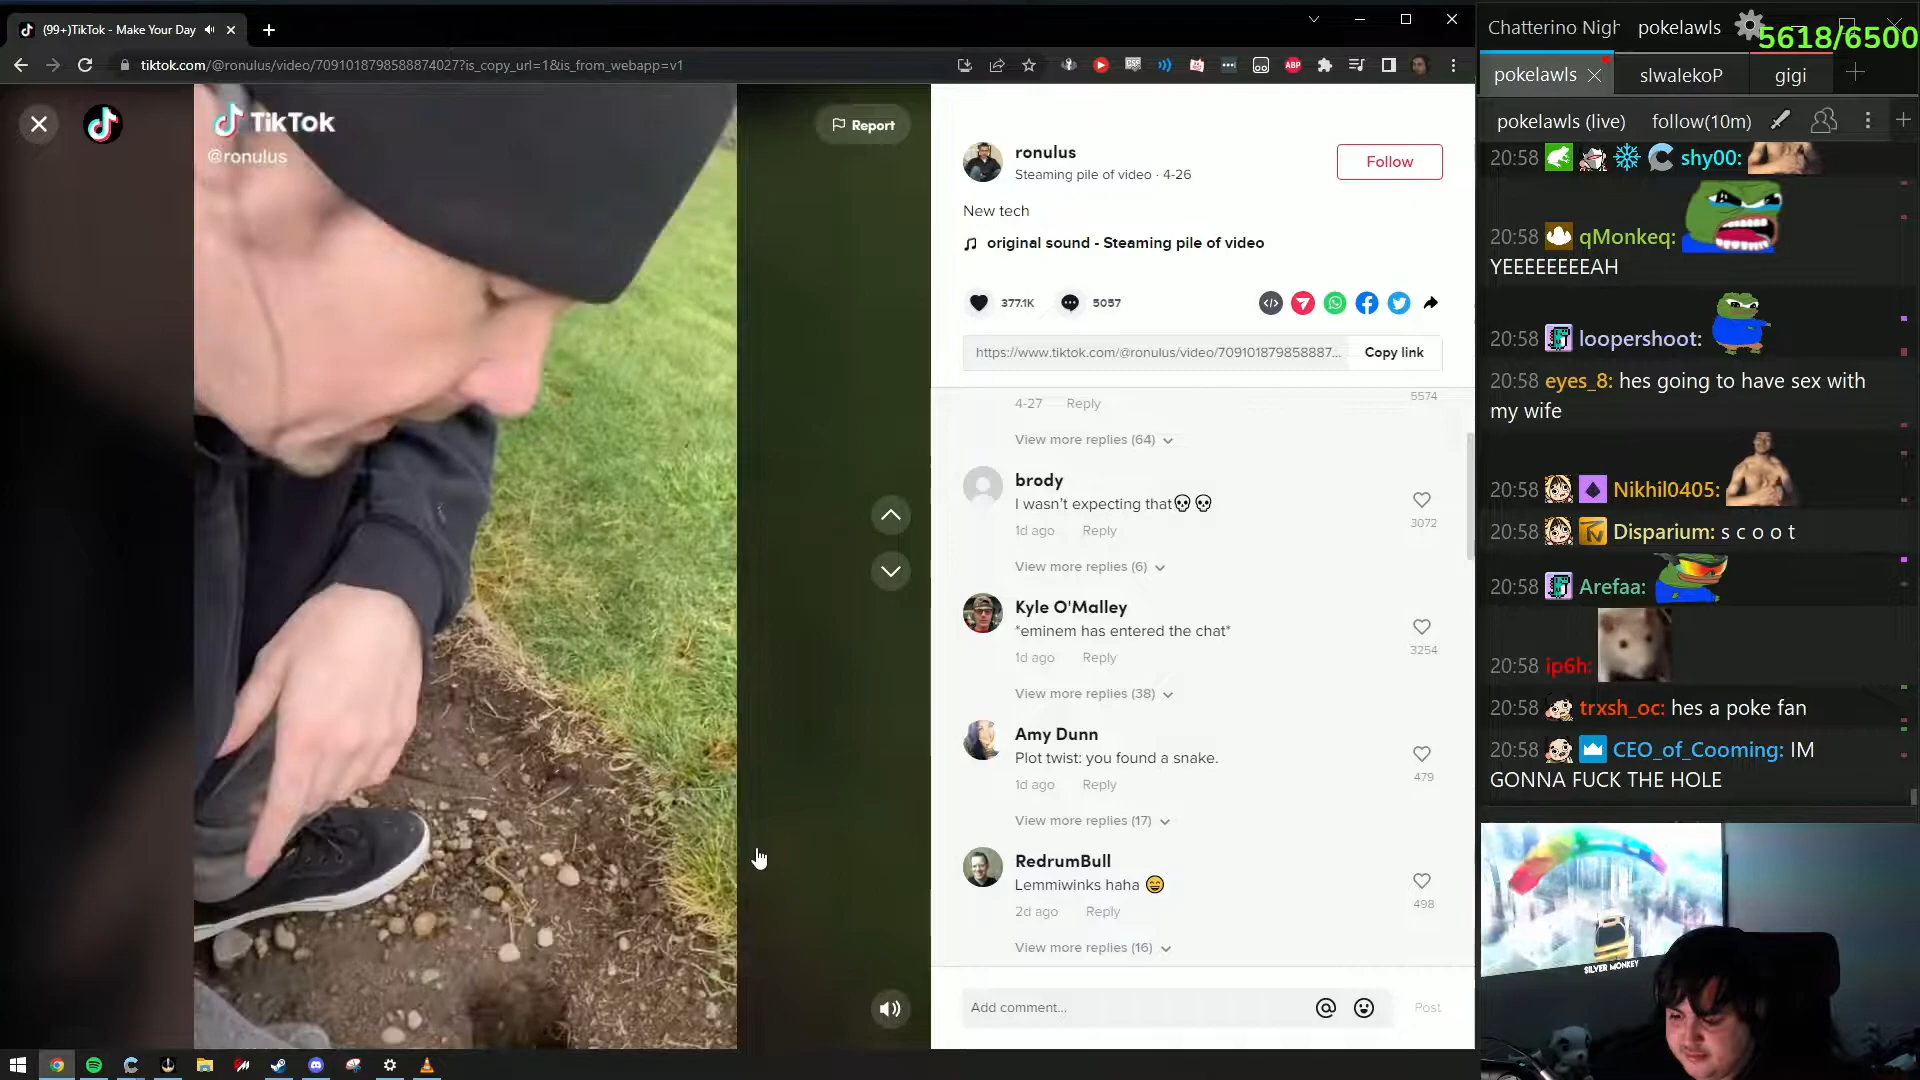 (99+)TikTok - Make Your Day
tiktok.com/@ronulus/video/7091018798588874027?is_copy_url=1&is_from_webapp=v1
ABP
TikTok
@ronulus
Report
ronulus
Steaming pile of video · 4-26
Follow
New tech
original sound - Steaming pile of video
377.1K
5057
https://www.tiktok.com/@ronulus/video/709101879858887...
Copy link
4-27 Reply
5574
View more replies (64)
brody
I wasn't expecting that💀💀
1d ago Reply
3072
View more replies (6)
Kyle O'Malley
*eminem has entered the chat*
1d ago Reply
3254
View more replies (38)
Amy Dunn
Plot twist: you found a snake.
1d ago Reply
479
View more replies (17)
RedrumBull
Lemmiwinks haha 😄
2d ago Reply
498
View more replies (16)
Add comment...
Post
Chatterino Nigh
pokelawls
5618/6500
pokelawls
slwalekoP
gigi
pokelawls (live)
follow(10m)
20:58 shy00:
20:58 qMonkeq:
YEEEEEEEEAH
20:58 loopershoot:
20:58 eyes_8: hes going to have sex with
my wife
20:58 Nikhil0405:
20:58 Disparium: s c o o t
20:58 Arefaa:
20:58 ip6h:
20:58 trxsh_oc: hes a poke fan
20:58 CEO_of_Cooming: IM
GONNA FUCK THE HOLE
SILVER MONKEY